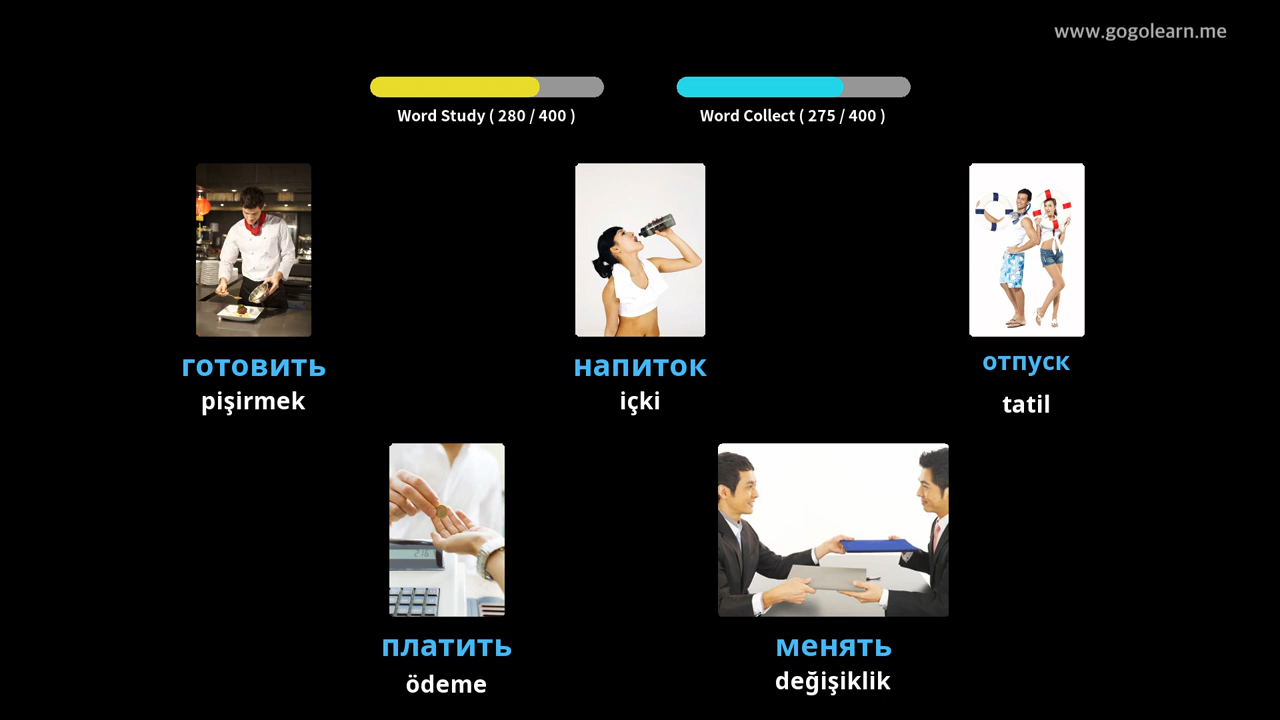 www.gogolearn.me
Word Study ( 280 / 400 )
Word Collect ( 275 / 400 )
готовить
pişirmek
напиток
içki
отпуск
tatil
платить
ödeme
менять
değişiklik